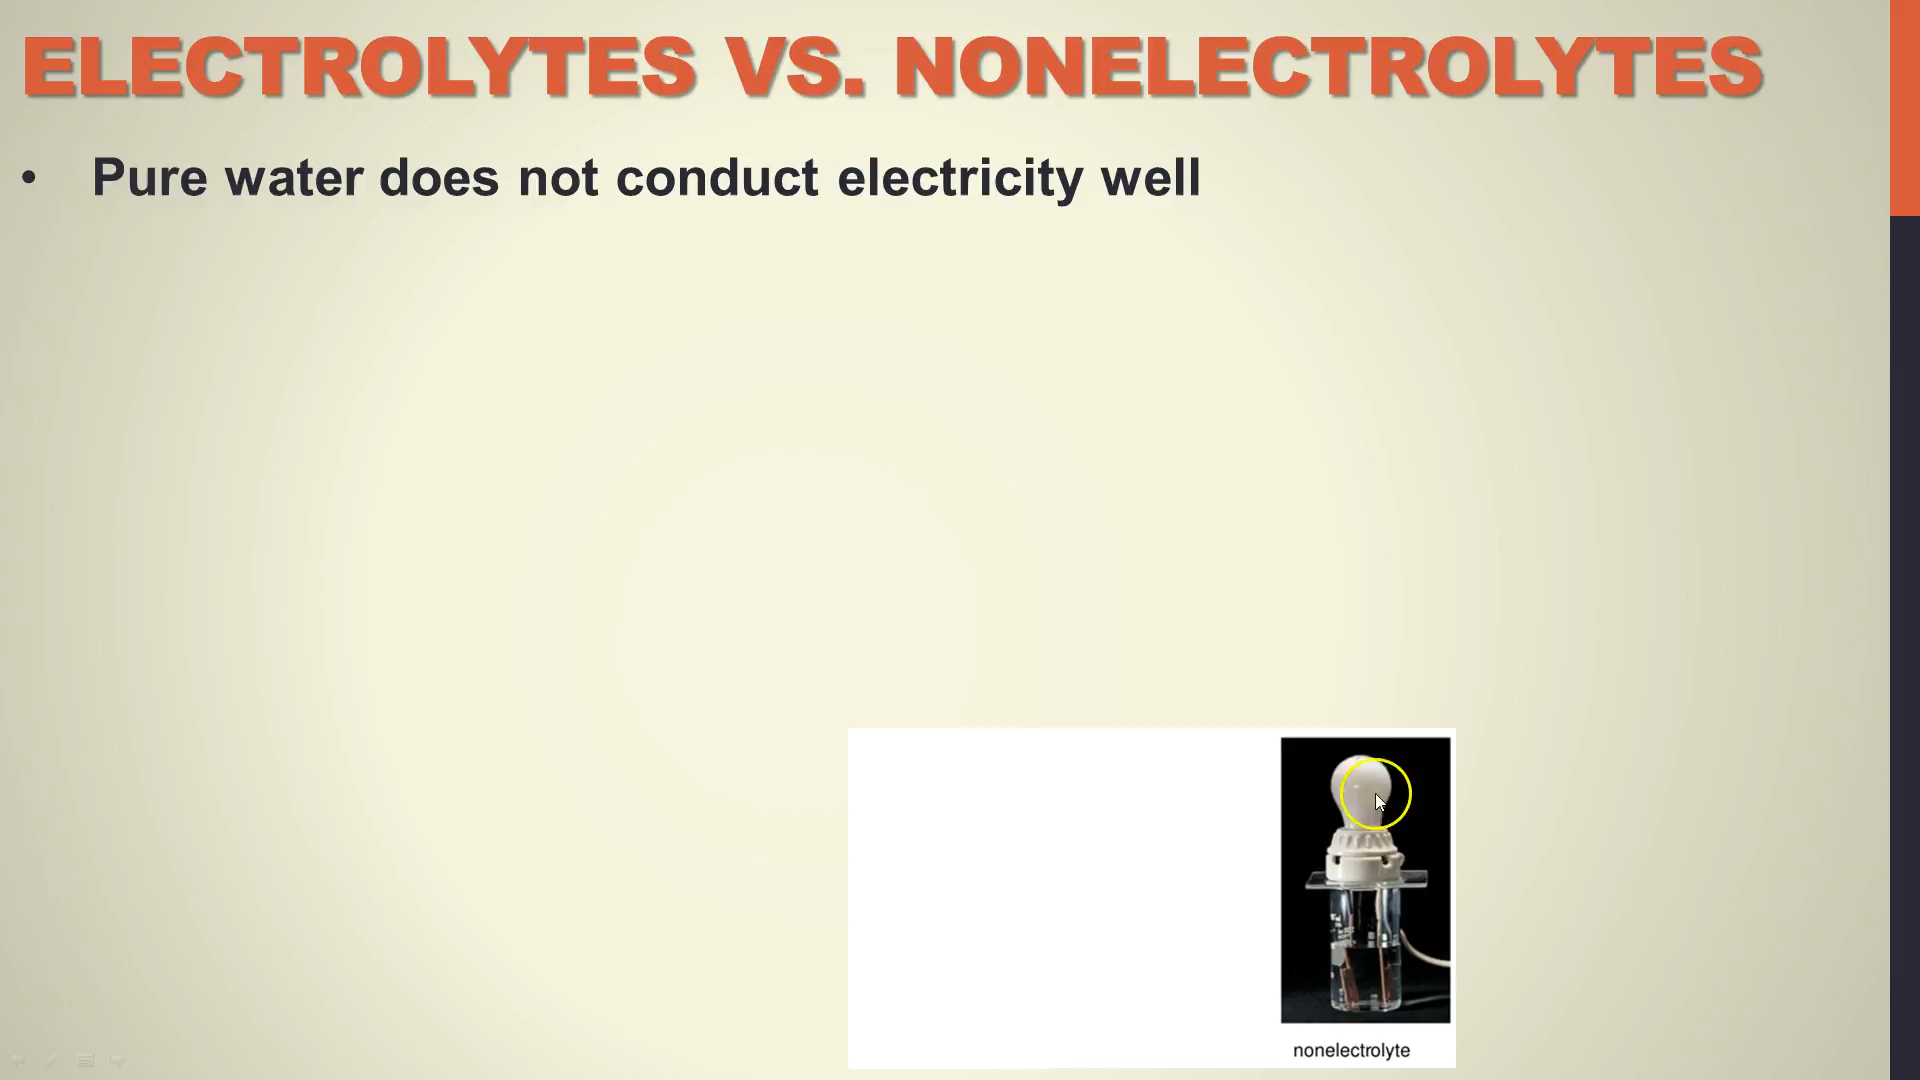 ELECTROLYTES VS. NONELECTROLYTES
• Pure water does not conduct electricity well
nonelectrolyte